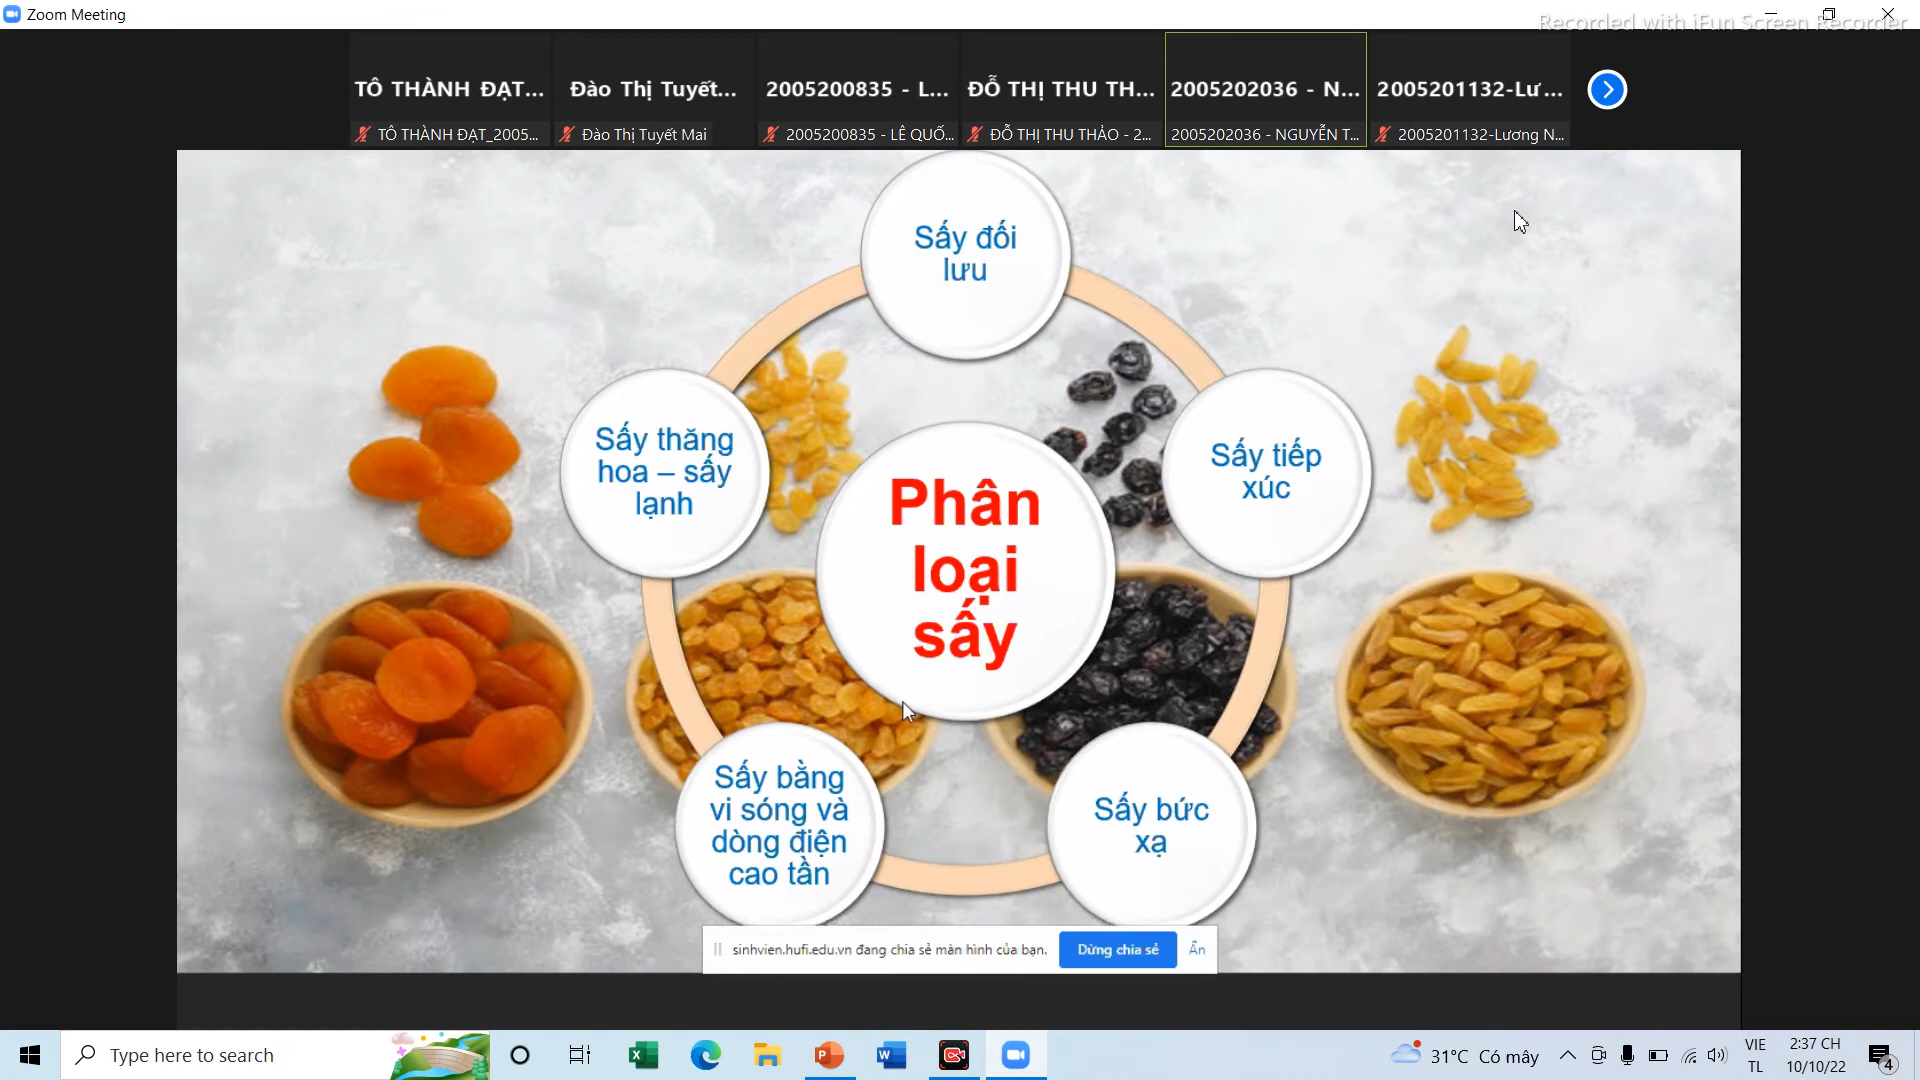 Zoom Meeting
Recorded with iFun Screen Recorder
TÔ THÀNH ĐẠT...
Đào Thị Tuyết...
2005200835 - L...
ĐỖ THỊ THU TH...
2005202036 - N...
2005201132-Lư...
TÔ THÀNH ĐẠT_2005...
Đào Thị Tuyết Mai
2005200835 - LÊ QUỐ...
ĐỖ THỊ THU THẢO - 2...
2005202036 - NGUYỄN T...
2005201132-Lương N...
Sấy đối
lưu
Sấy thăng
hoa – sấy
lạnh
Sấy tiếp
xúc
Phân
loại
sấy
Sấy bằng
vi sóng và
dòng điện
cao tần
Sấy bức
xạ
sinhvien.hufi.edu.vn đang chia sẻ màn hình của bạn.
Dừng chia sẻ
Ẩn
Type here to search
31°C Có mây
VIE
TL
2:37 CH
10/10/22
4